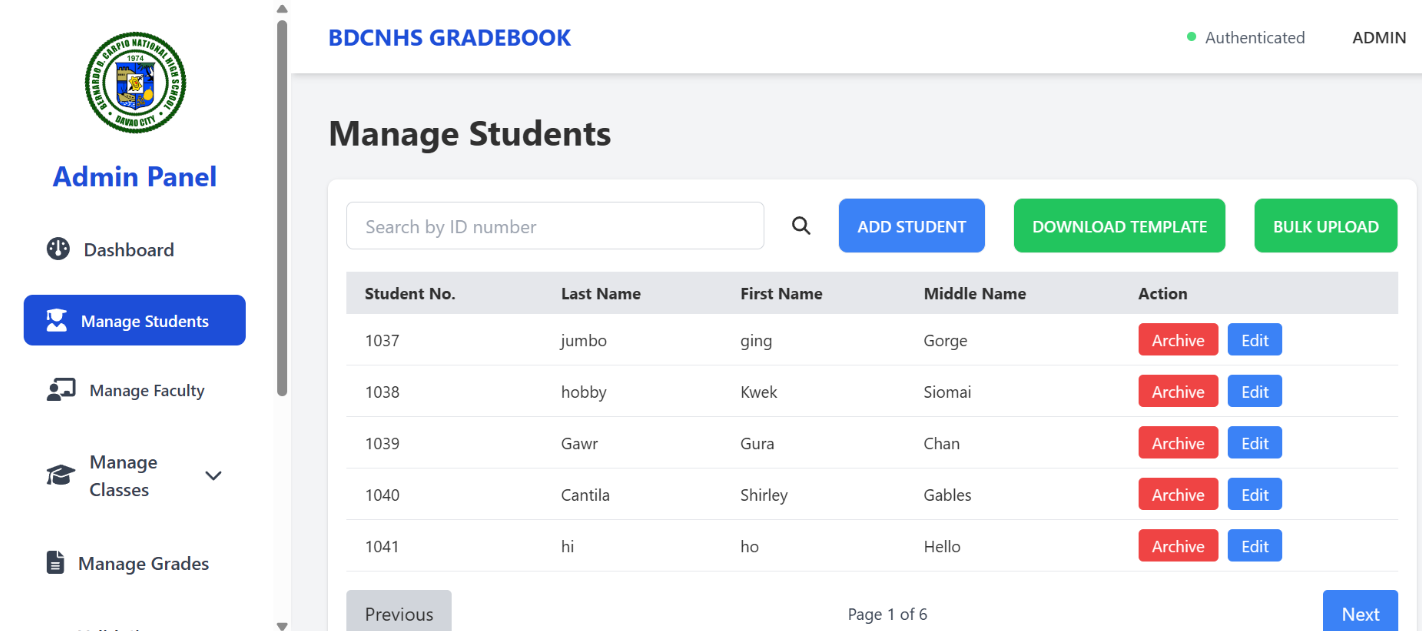 BERNARDO D. CARPIO NATIONAL HIGH SCHOOL
1974
DAVAO CITY
Admin Panel
Dashboard
Manage Students
Manage Faculty
Manage
Classes
Manage Grades
BDCNHS GRADEBOOK
Authenticated ADMIN
Manage Students
Search by ID number ADD STUDENT DOWNLOAD TEMPLATE BULK UPLOAD
Student No. Last Name First Name Middle Name Action
1037 jumbo ging Gorge Archive Edit
1038 hobby Kwek Siomai Archive Edit
1039 Gawr Gura Chan Archive Edit
1040 Cantila Shirley Gables Archive Edit
1041 hi ho Hello Archive Edit
Previous Page 1 of 6 Next